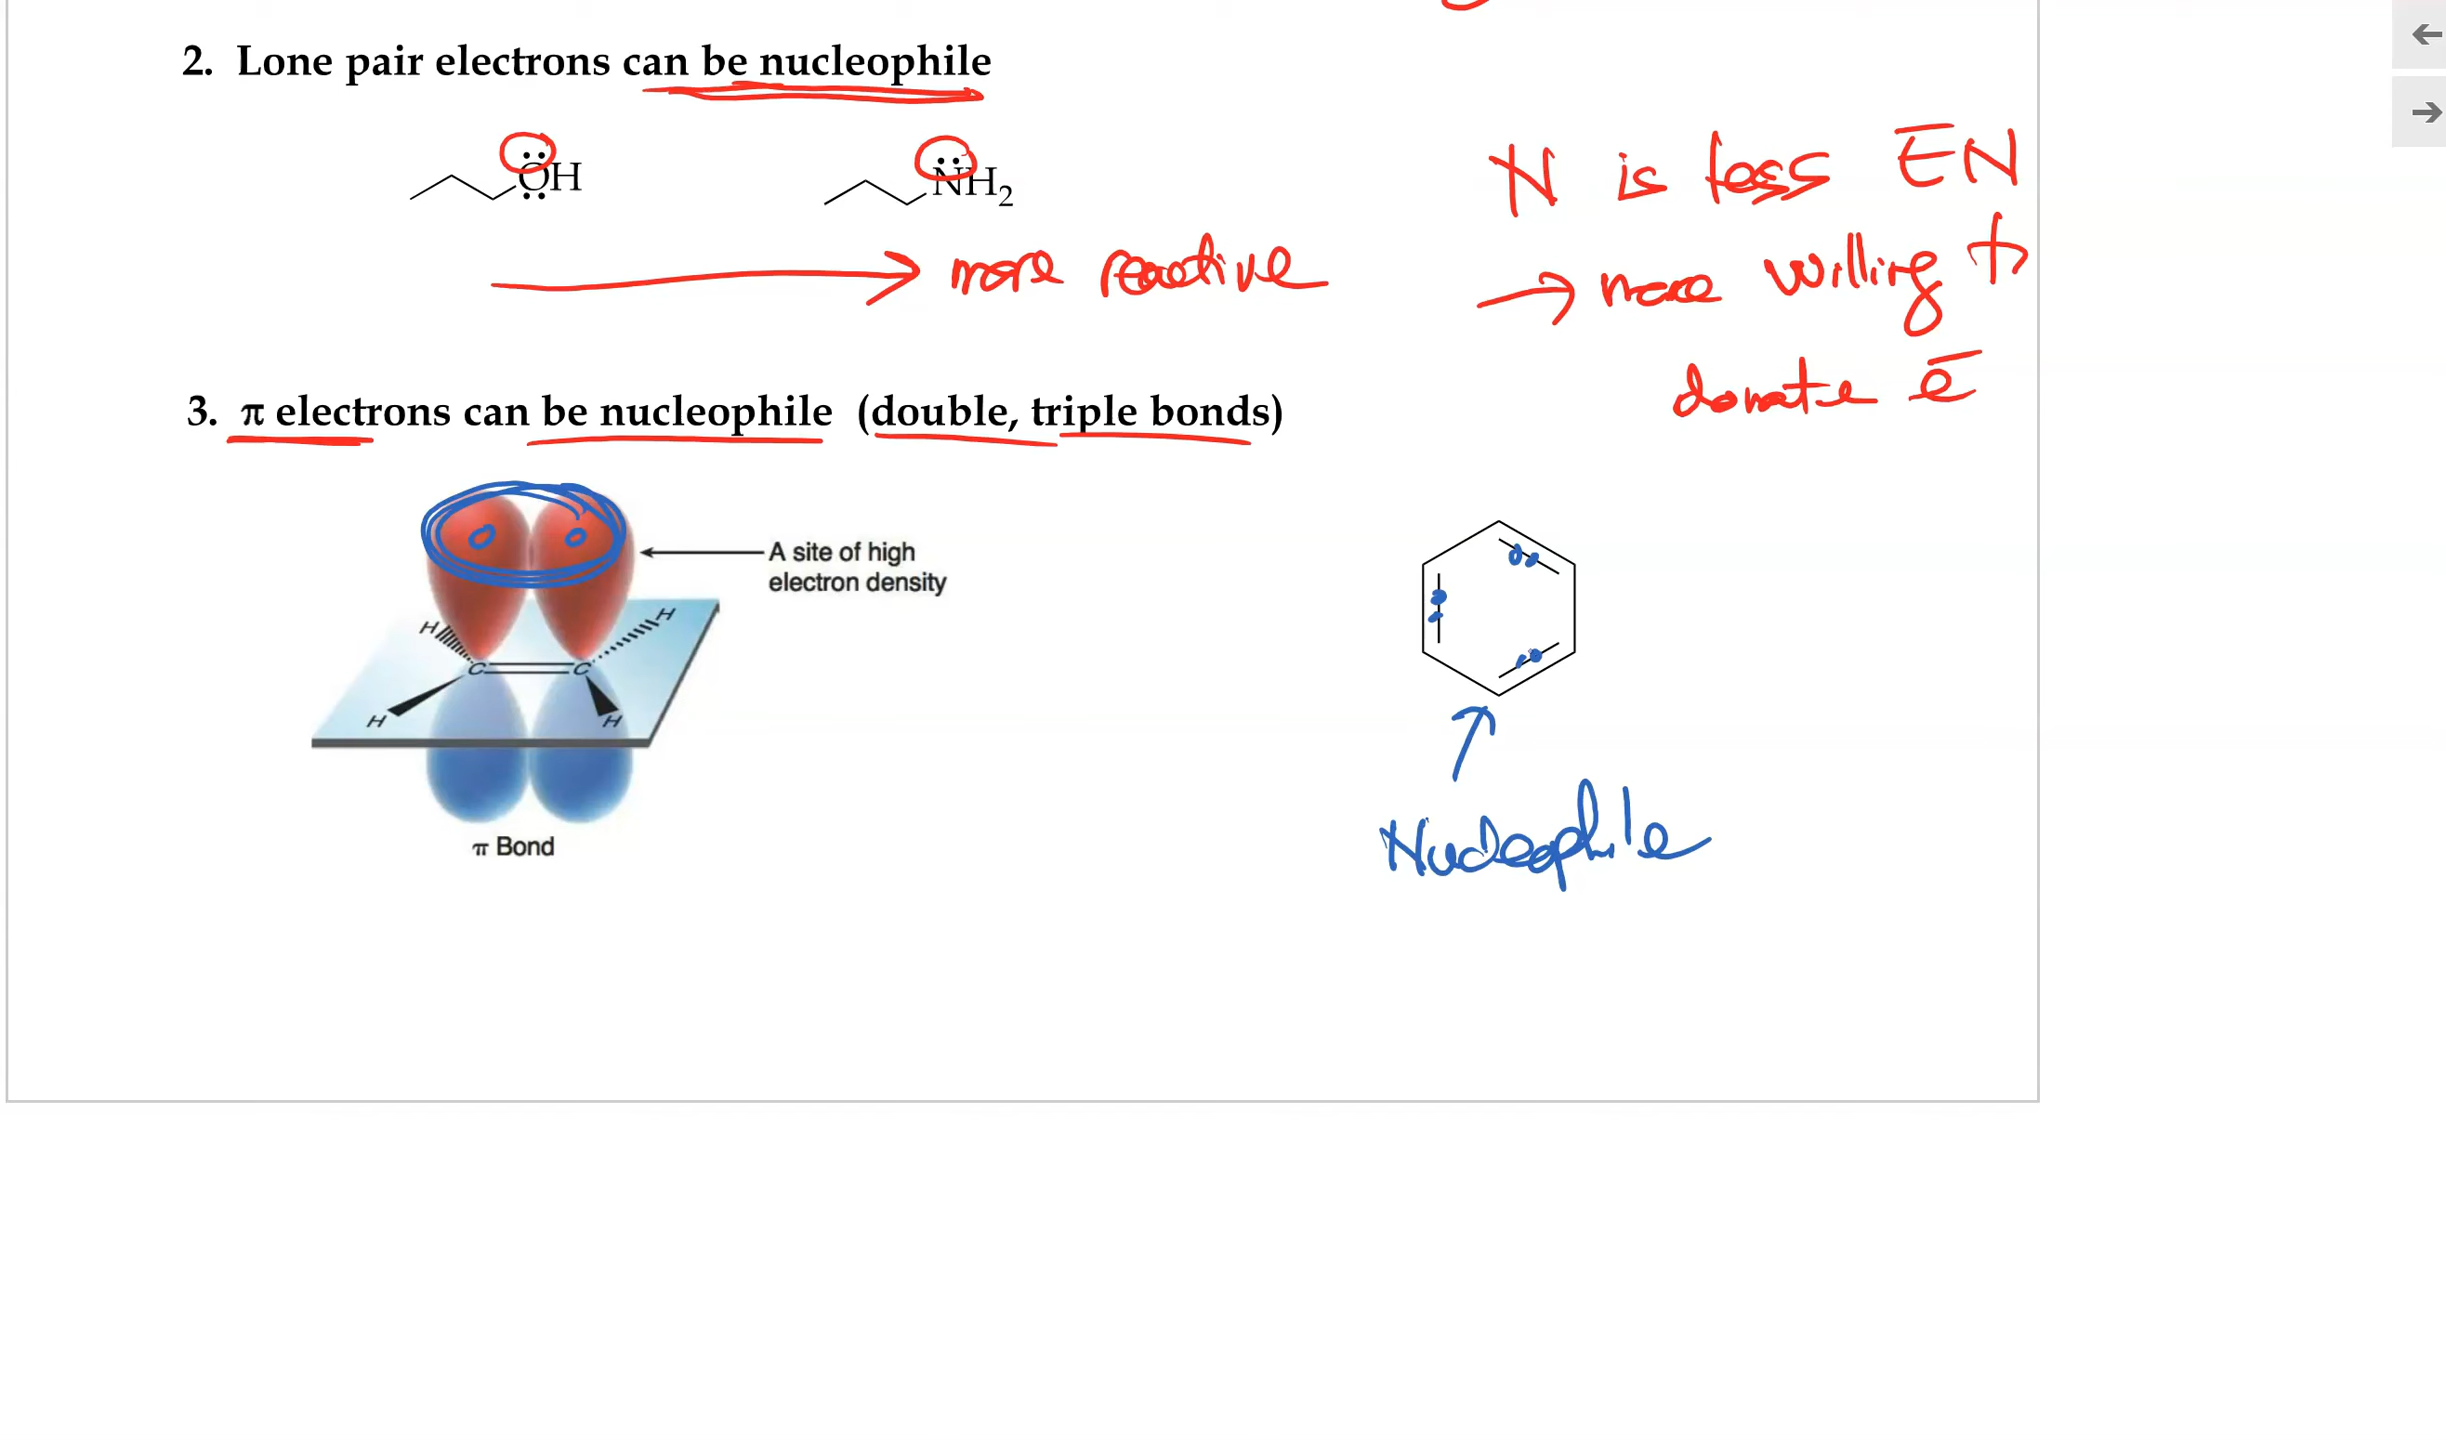 2. Lone pair electrons can be nucleophile
ÖH
NH2
N is less EN
more reactive
→ more willing to
donate e-
3. π electrons can be nucleophile (double, triple bonds)
A site of high
electron density
H
H
C
C
H
H
π Bond
Nucleophile